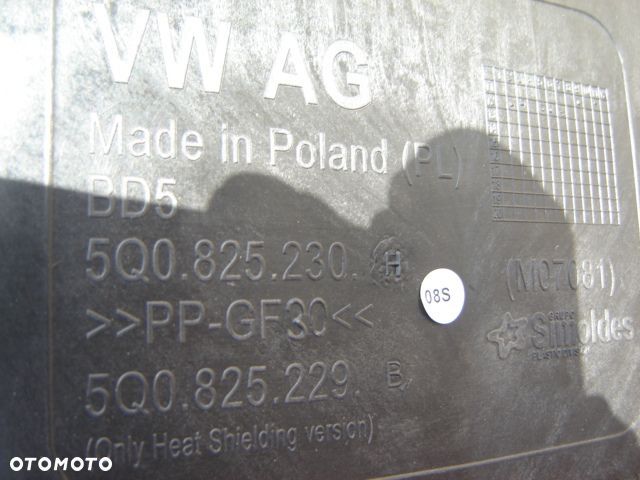 VW AG
Made in Poland (PL)
BD5
5Q0.825.230. H
(M07081)
08S
>>PP-GF30<<
GRUPO
Simoldes
5Q0.825.229. B
(Only Heat Shielding version)
OTOMOTO